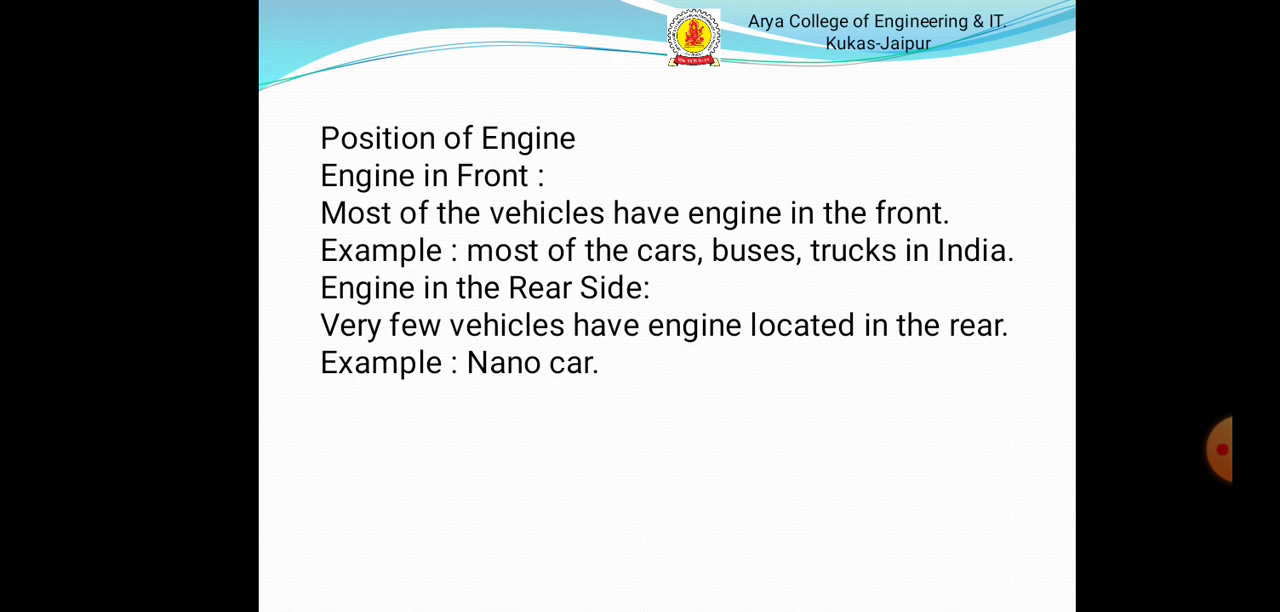 Arya College of Engineering & IT.
Kukas-Jaipur
Position of Engine
Engine in Front :
Most of the vehicles have engine in the front.
Example : most of the cars, buses, trucks in India.
Engine in the Rear Side:
Very few vehicles have engine located in the rear.
Example : Nano car.